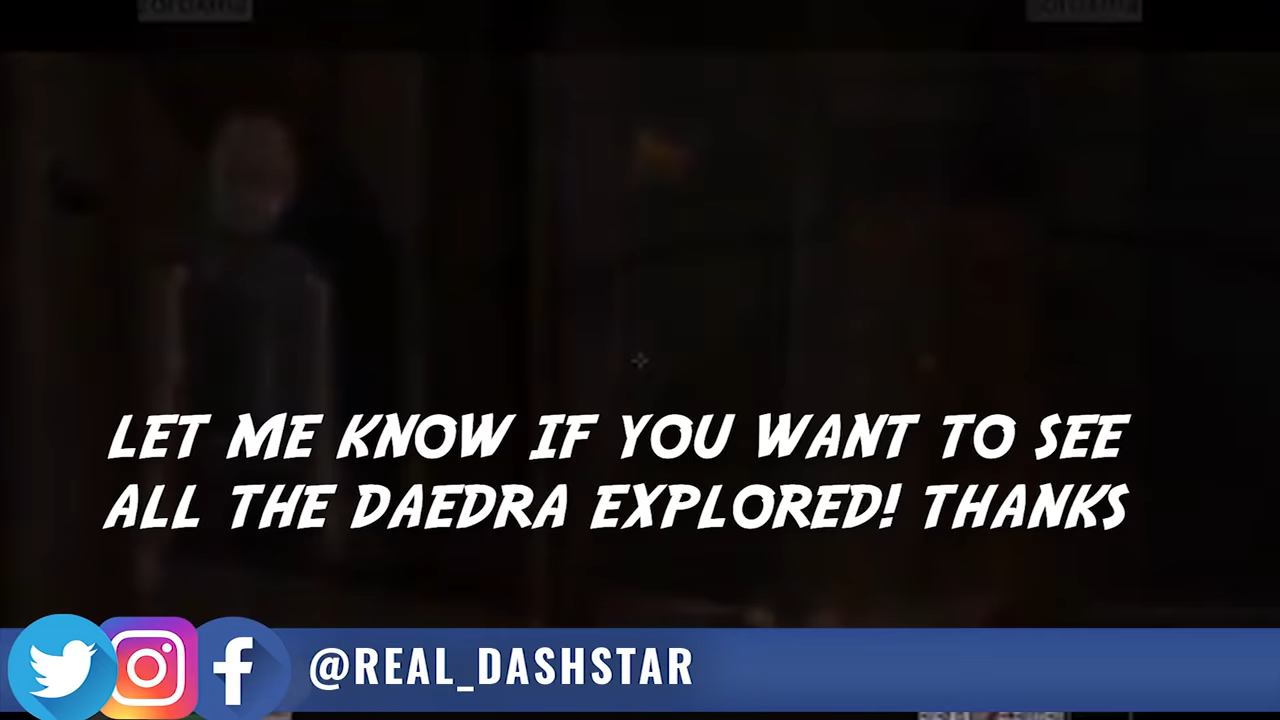 LET ME KNOW IF YOU WANT TO SEE
ALL THE DAEDRA EXPLORED! THANKS
@REAL_DASHSTAR